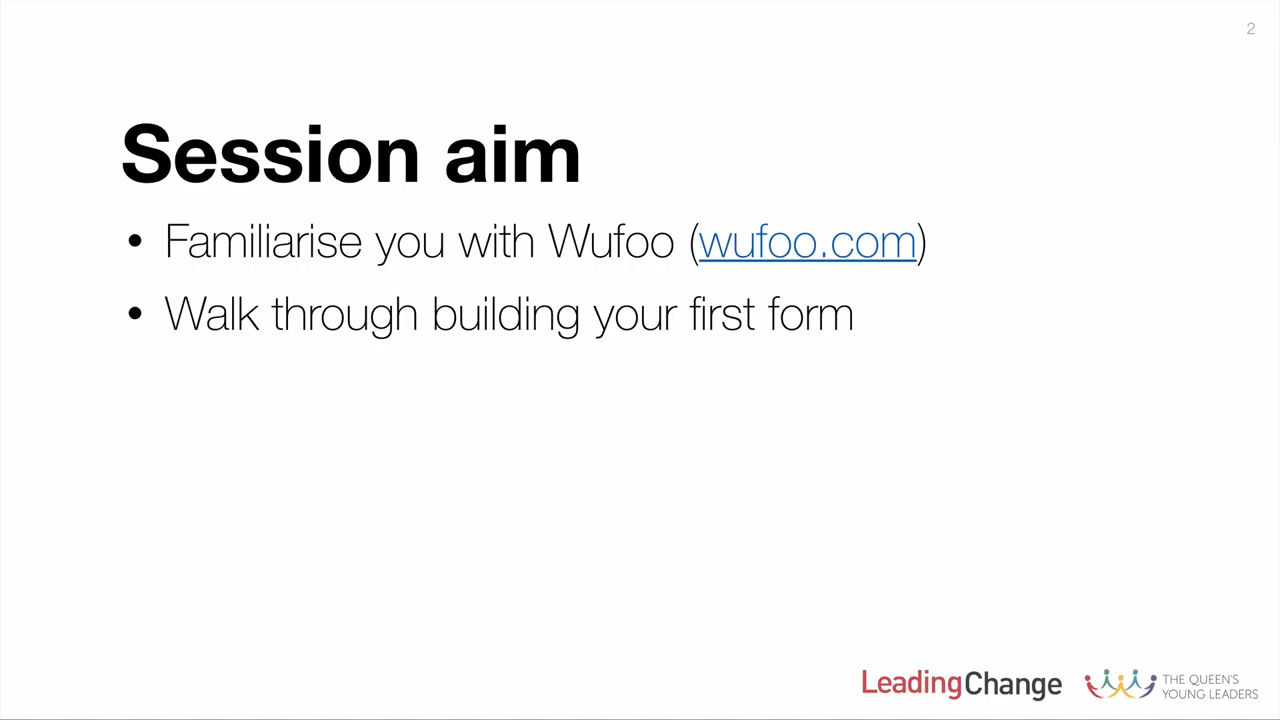 2
Session aim
• Familiarise you with Wufoo (wufoo.com)
• Walk through building your first form
LeadingChange
THE QUEEN'S
YOUNG LEADERS